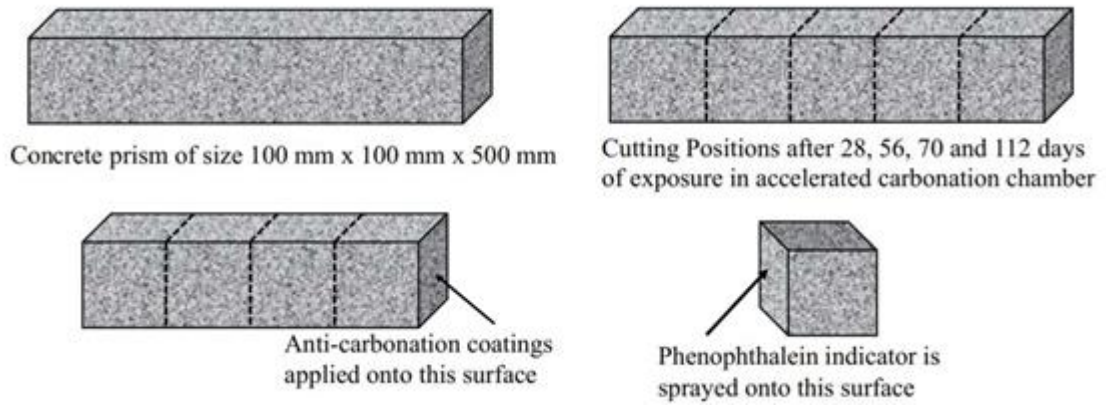 Concrete prism of size 100 mm x 100 mm x 500 mm
Cutting Positions after 28, 56, 70 and 112 days
of exposure in accelerated carbonation chamber
Anti-carbonation coatings
applied onto this surface
Phenophthalein indicator is
sprayed onto this surface